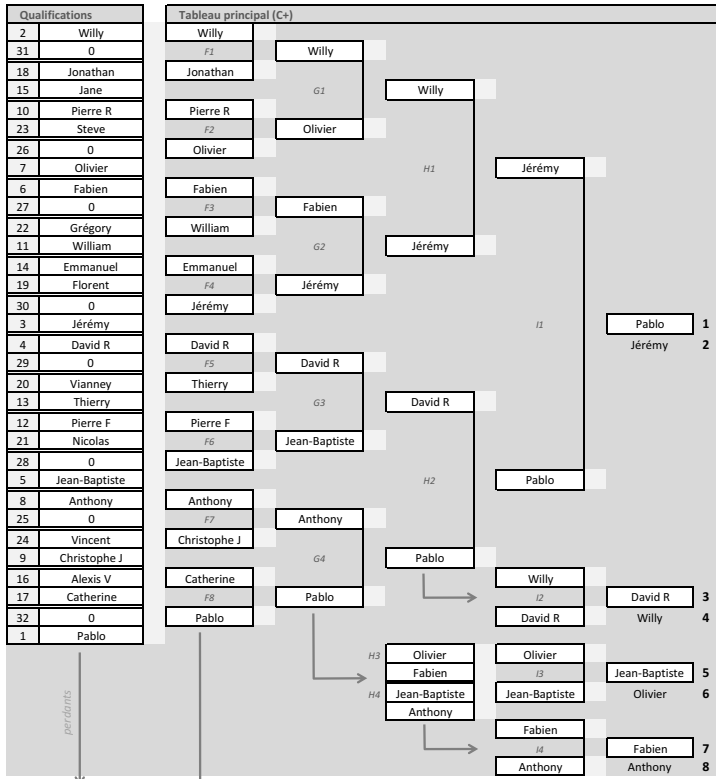 Qualifications Tableau principal (C+)
2 Willy Willy
31 0 F1 Willy
18 Jonathan Jonathan
15 Jane G1 Willy
10 Pierre R Pierre R
23 Steve F2 Olivier
26 0 Olivier
7 Olivier H1 Jérémy
6 Fabien Fabien
27 0 F3 Fabien
22 Grégory William
11 William G2 Jérémy
14 Emmanuel Emmanuel
19 Florent F4 Jérémy
30 0 Jérémy
3 Jérémy I1 Pablo 1
4 David R David R Jérémy 2
29 0 F5 David R
20 Vianney Thierry
13 Thierry G3 David R
12 Pierre F Pierre F
21 Nicolas F6 Jean-Baptiste
28 0 Jean-Baptiste
5 Jean-Baptiste H2 Pablo
8 Anthony Anthony
25 0 F7 Anthony
24 Vincent Christophe J
9 Christophe J G4 Pablo
16 Alexis V Catherine Willy
17 Catherine F8 Pablo I2 David R 3
32 0 Pablo David R Willy 4
1 Pablo
H3 Olivier Olivier
Fabien I3 Jean-Baptiste 5
H4 Jean-Baptiste Jean-Baptiste Olivier 6
Anthony
perdants
Fabien
I4 Fabien 7
Anthony Anthony 8